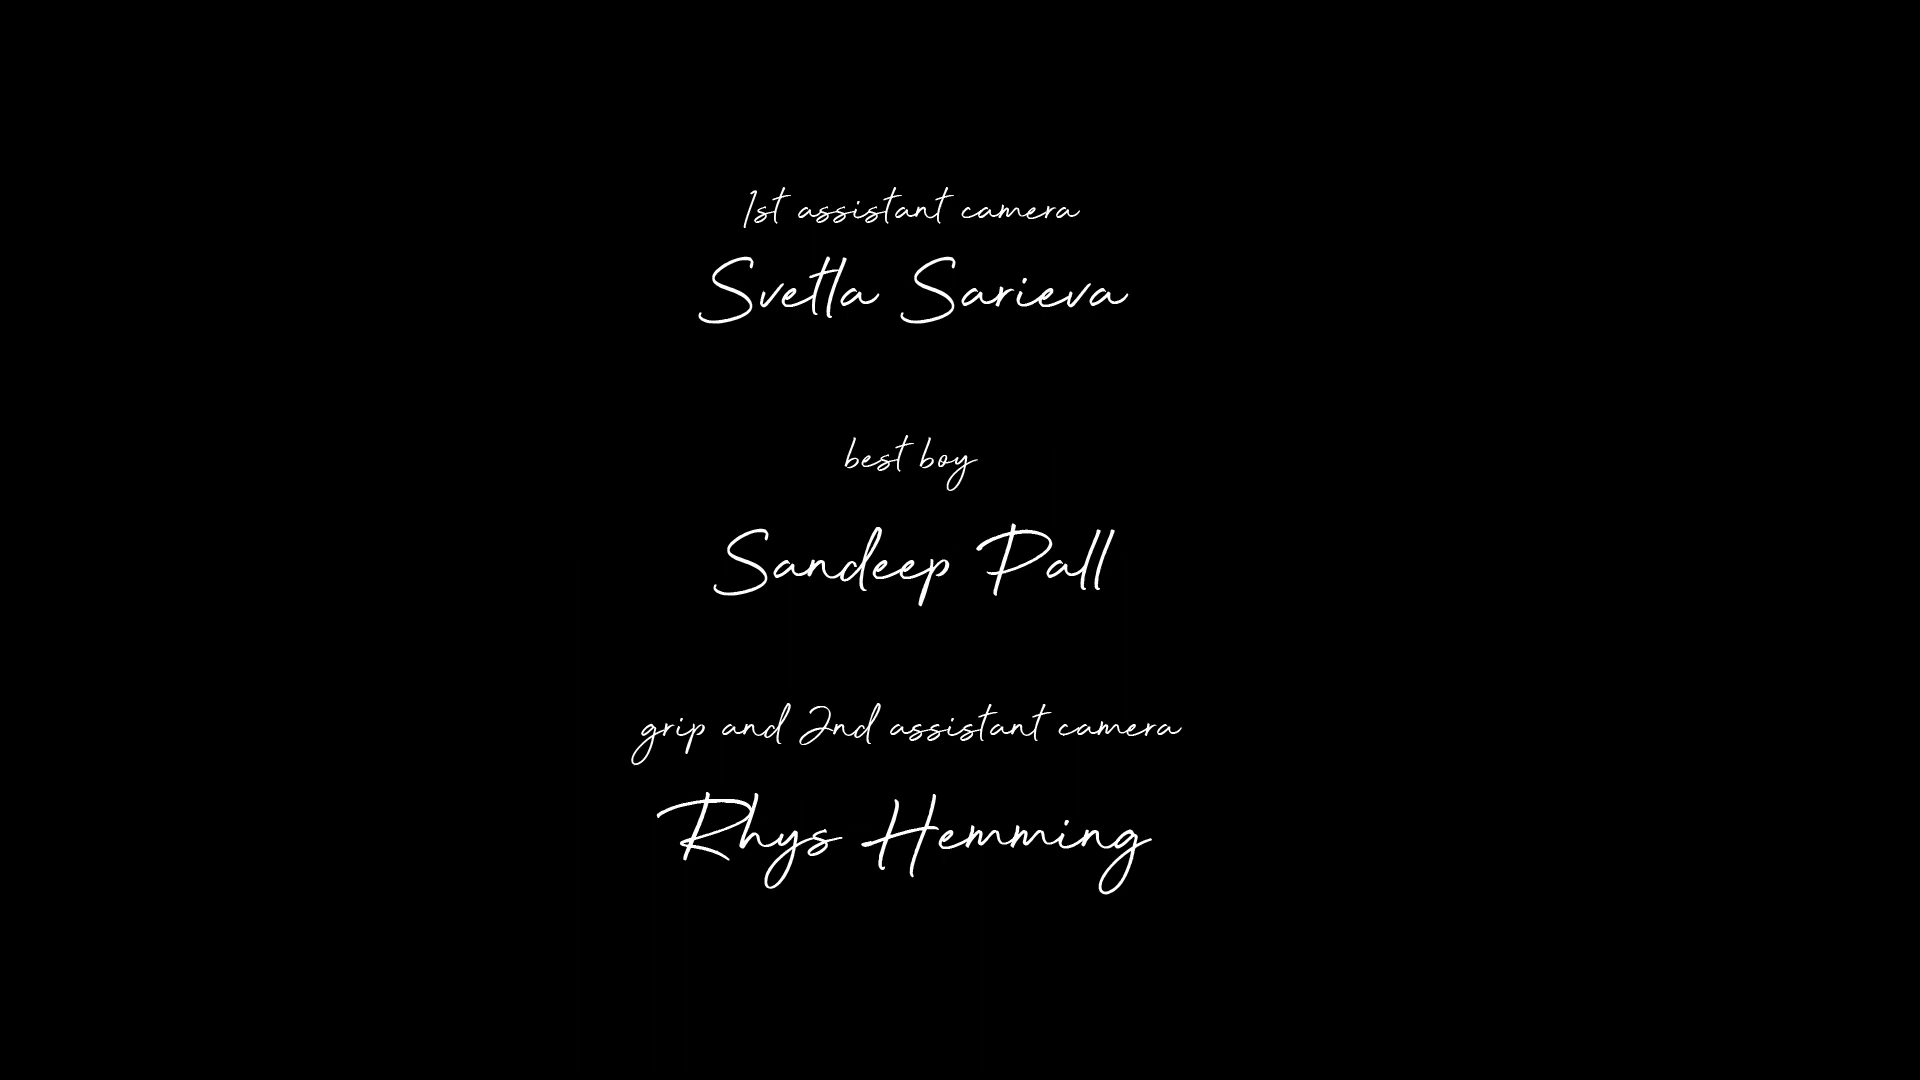 1st assistant camera
Svetla Sarieva
best boy
Sandeep Pall
grip and 2nd assistant camera
Rhys Hemming